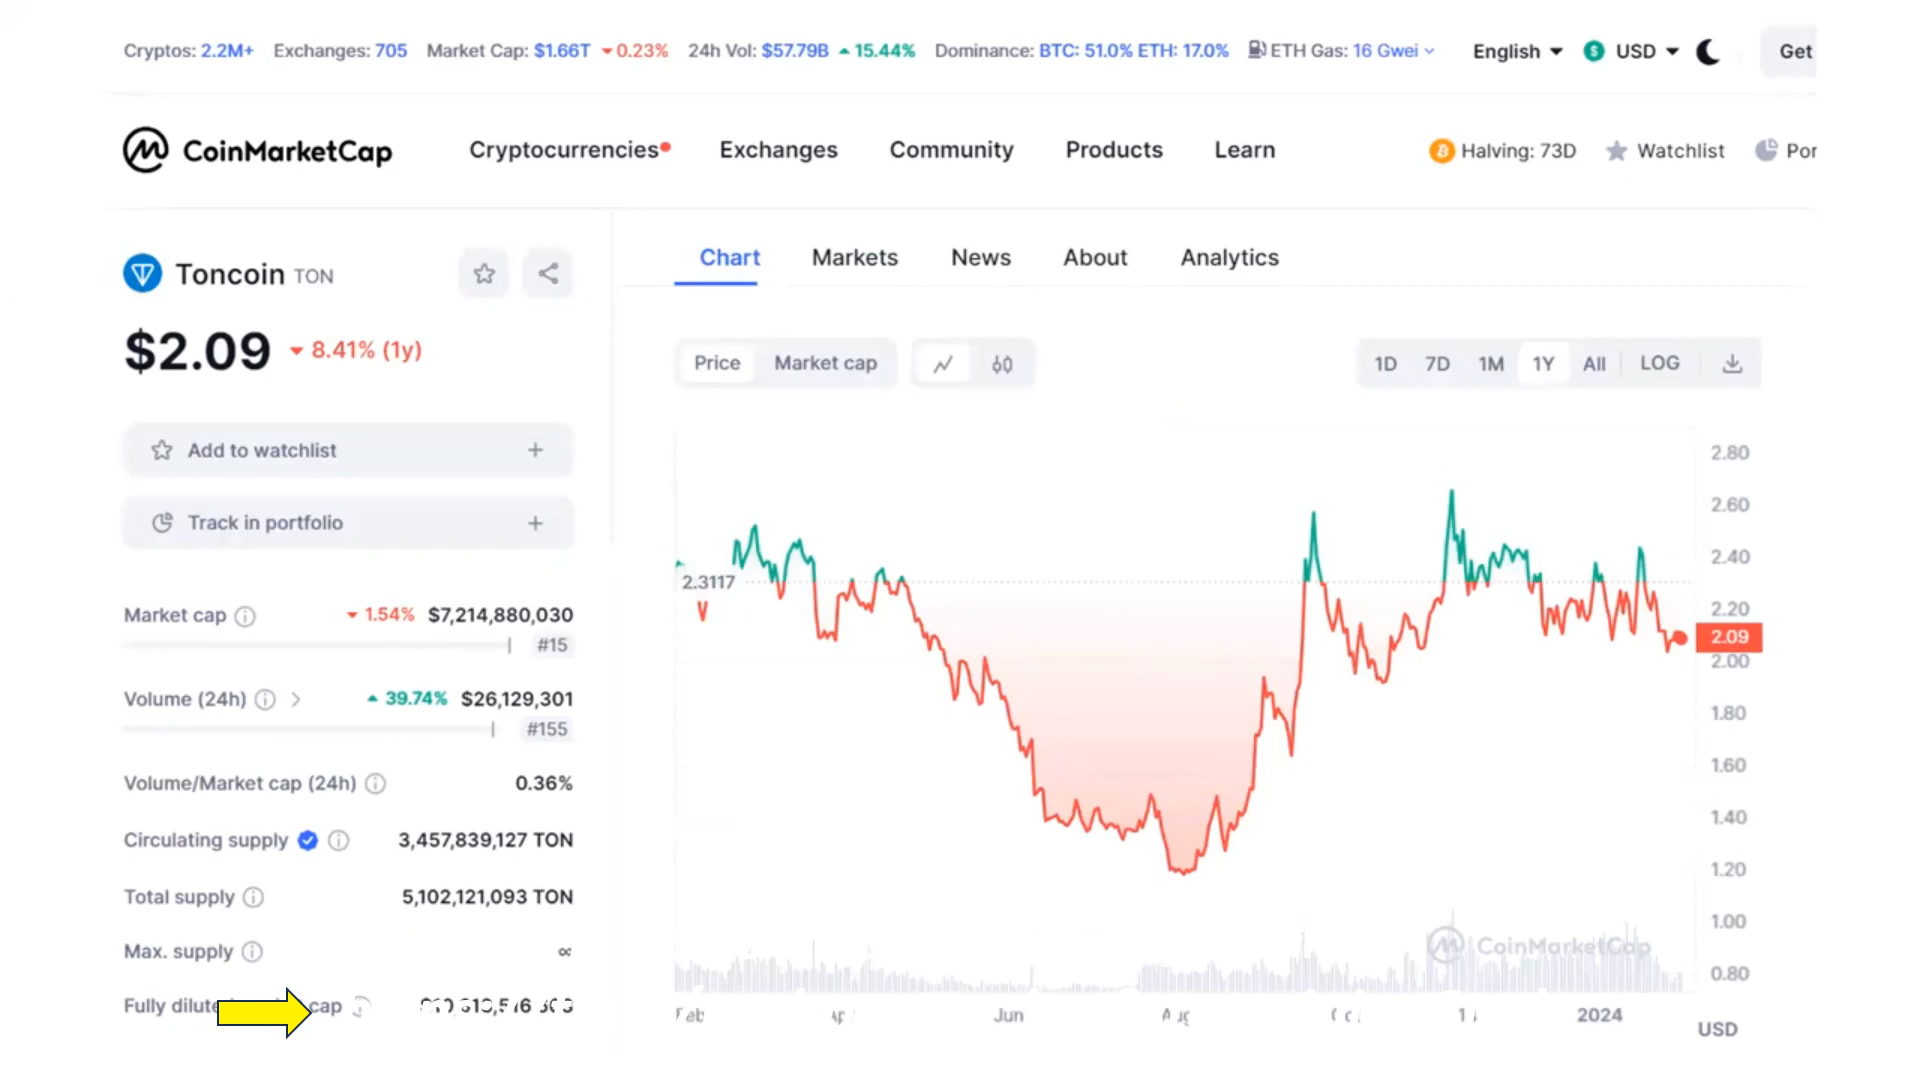 Cryptos: 2.2M+ Exchanges: 705 Market Cap: $1.66T 0.23% 24h Vol: $57.79B 15.44% Dominance: BTC: 51.0% ETH: 17.0% ETH Gas: 16 Gwei English USD Get
CoinMarketCap Cryptocurrencies Exchanges Community Products Learn Halving: 73D Watchlist Por
Toncoin TON
$2.09 8.41% (1y)
Add to watchlist +
Track in portfolio +
Market cap 1.54% $7,214,880,030
#15
Volume (24h) 39.74% $26,129,301
#155
Volume/Market cap (24h) 0.36%
Circulating supply 3,457,839,127 TON
Total supply 5,102,121,093 TON
Max. supply ∞
Fully cap
Chart Markets News About Analytics
Price Market cap 1D 7D 1M 1Y All LOG
2.80
2.60
2.40
2.3117
2.20
2.09
2.00
1.80
1.60
1.40
1.20
1.00
CoinMarketCap
0.80
Feb Jun Aug 2024
USD